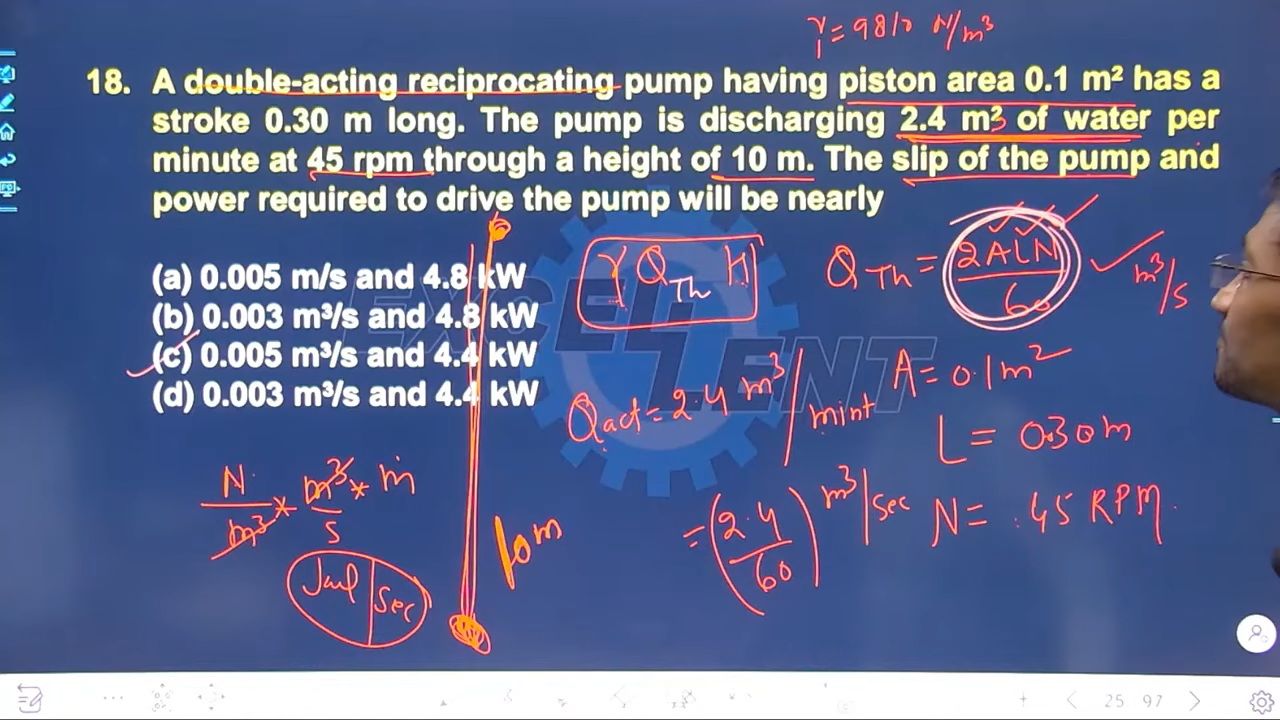 γ = 9810 N/m³
18. A double-acting reciprocating pump having piston area 0.1 m² has a
stroke 0.30 m long. The pump is discharging 2.4 m3 of water per
minute at 45 rpm through a height of 10 m. The slip of the pump and
power required to drive the pump will be nearly
(a) 0.005 m/s and 4.8 kW
(b) 0.003 m³/s and 4.8 kW
(c) 0.005 m³/s and 4.4 kW
(d) 0.003 m³/s and 4.4 kW
γ Q Th H
Q Th = 2ALN / 60 m³/s
Qact = 2.4 m³/mint
= (2.4 / 60) m³/sec
A = 0.1 m²
L = 0.30 m
N = 45 RPM
N / m³ * m³ / s * m
Joul / sec
10m
EXCELLENT
25 97